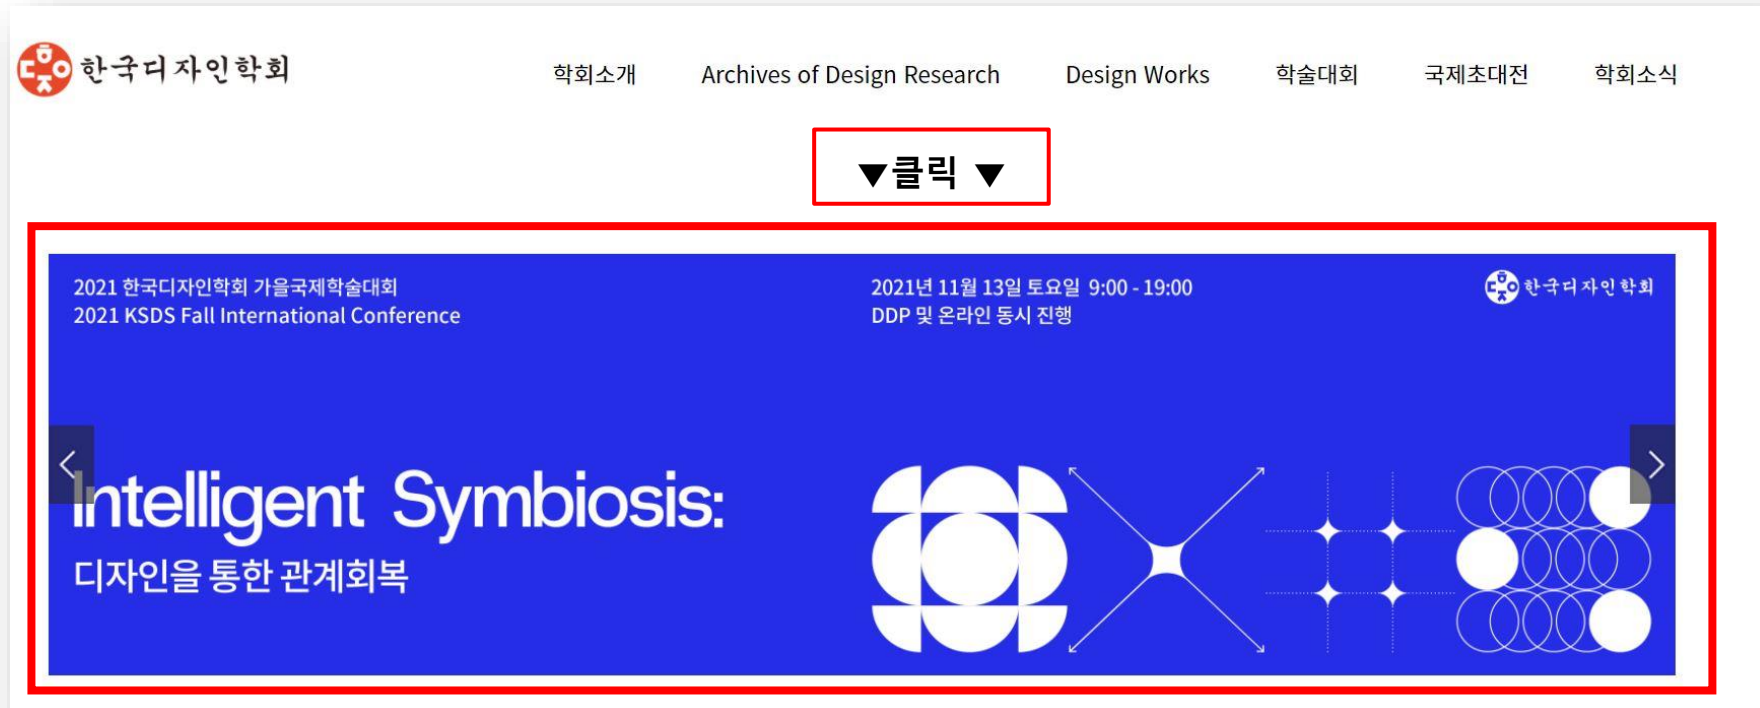 한국디자인학회
학회소개 Archives of Design Research Design Works 학술대회 국제초대전 학회소식
▼클릭 ▼
2021 한국디자인학회 가을국제학술대회
2021 KSDS Fall International Conference
2021년 11월 13일 토요일 9:00 - 19:00
DDP 및 온라인 동시 진행
한국디자인학회
Intelligent Symbiosis:
디자인을 통한 관계회복